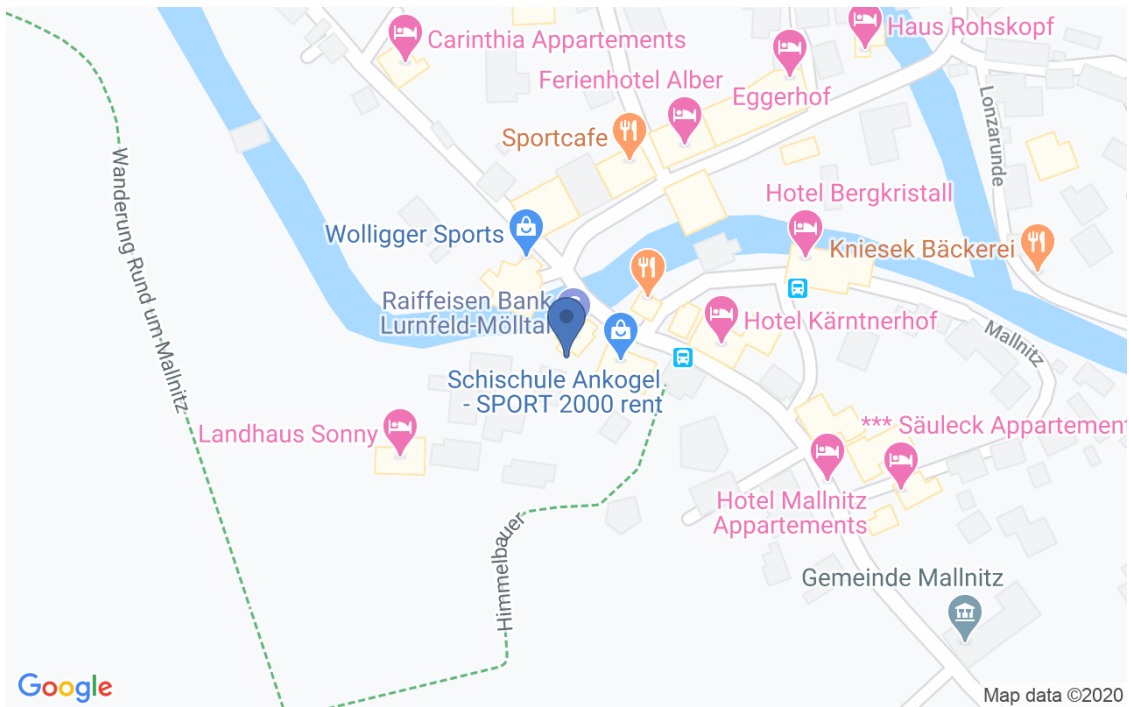 Haus Rohskopf
Carinthia Appartements
Ferienhotel Alber
Eggerhof
Sportcafe
Lonzarunde
Wanderung Rund um Mallnitz
Hotel Bergkristall
Wolligger Sports
Kniesek Bäckerei
Raiffeisen Bank
Lurnfeld-Mölltal
Hotel Kärntnerhof
Mallnitz
Schischule Ankogel
- SPORT 2000 rent
Landhaus Sonny
*** Säuleck Appartement
Hotel Mallnitz
Appartements
Himmelbauer
Gemeinde Mallnitz
Google
Map data ©2020